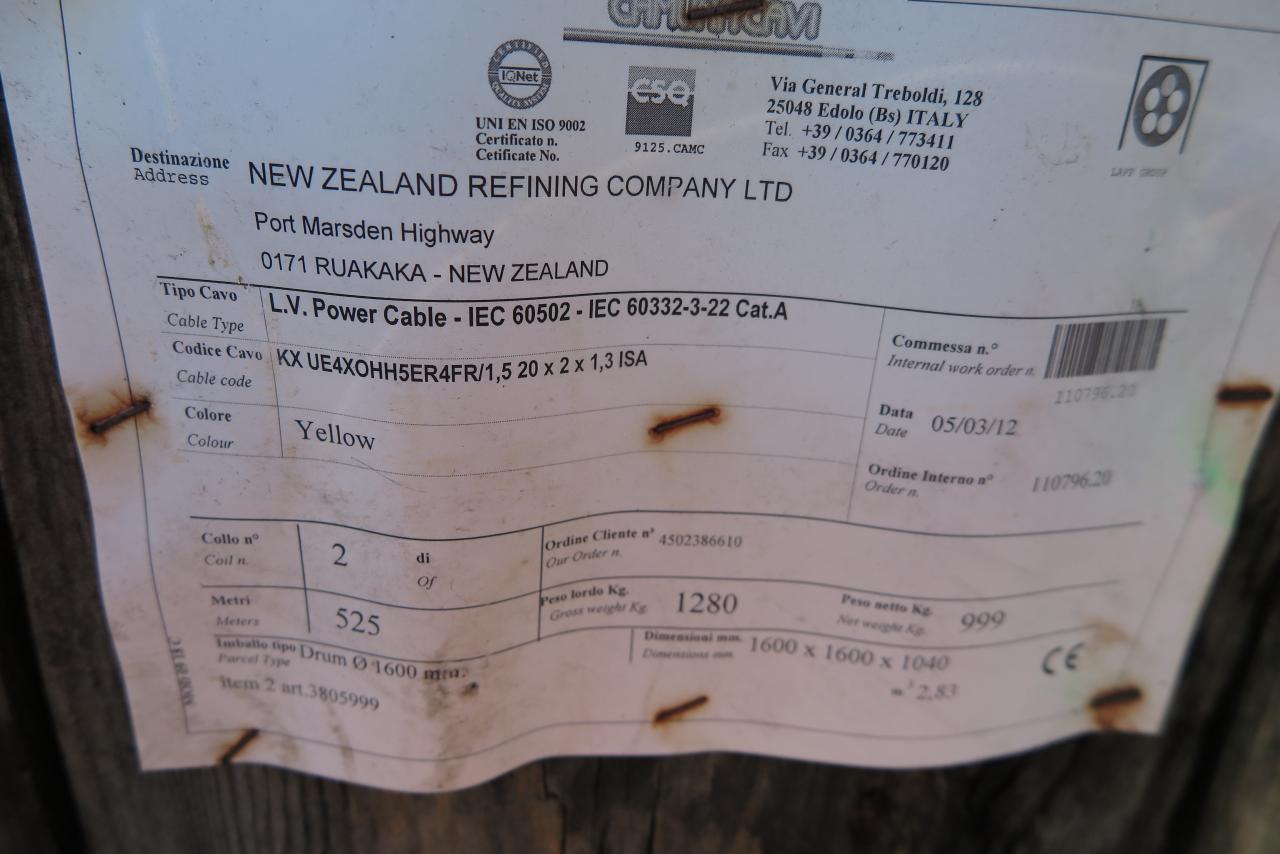 CAMUNACAVI
IQNet
CSQ
UNI EN ISO 9002
Certificato n.
Cetificate No.
9125.CAMC
Via General Treboldi, 128
25048 Edolo (Bs) ITALY
Tel. +39 / 0364 / 773411
Fax +39 / 0364 / 770120
LAPP GROUP
Destinazione
Address
NEW ZEALAND REFINING COMPANY LTD
Port Marsden Highway
0171 RUAKAKA - NEW ZEALAND
Tipo Cavo
Cable Type
L.V. Power Cable - IEC 60502 - IEC 60332-3-22 Cat.A
Codice Cavo
Cable code
KX UE4XOHH5ER4FR/1,5 20 x 2 x 1,3 ISA
Colore
Colour
Yellow
Commessa n.°
Internal work order n.
110796.20
Data
Date
05/03/12
Ordine Interno n°
Order n.
110796.20
Collo n°
Coil n.
2
di
Of
Ordine Cliente n°
Our Order n.
4502386610
Metri
Meters
525
Peso lordo Kg.
Gross weight Kg.
1280
Peso netto Kg.
Net weight Kg.
999
Imballo tipo
Parcel Type
Drum Ø 1600 mm.
Item 2 art.3805999
Dimensioni mm.
Dimensions mm.
1600 x 1600 x 1040
m.³ 2,83
CE